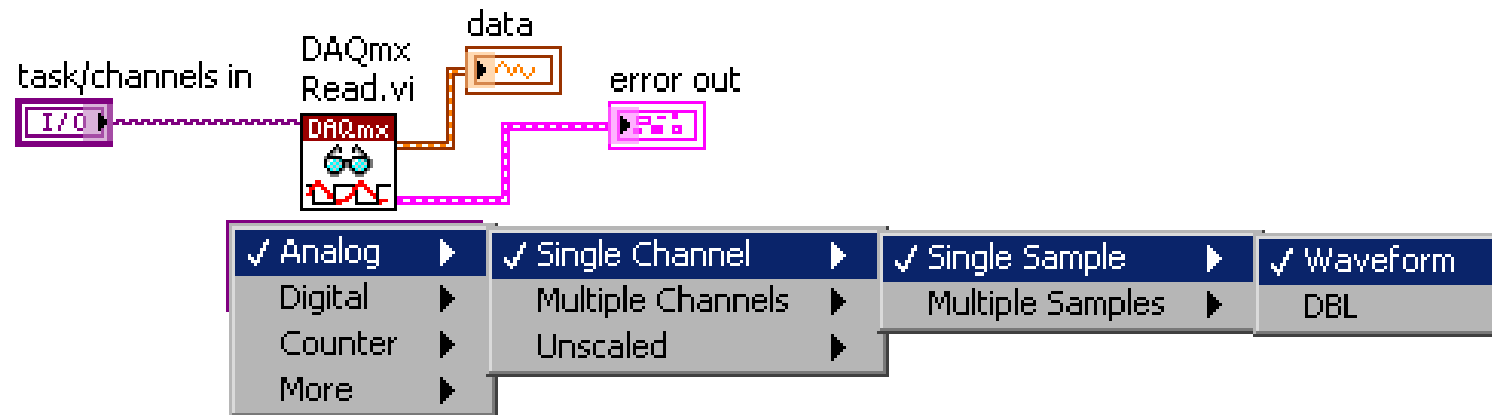 data
DAQmx
Read.vi
task/channels in
error out
I/O
DAQmx
✓ Analog
Digital
Counter
More
✓ Single Channel
Multiple Channels
Unscaled
✓ Single Sample
Multiple Samples
✓ Waveform
DBL